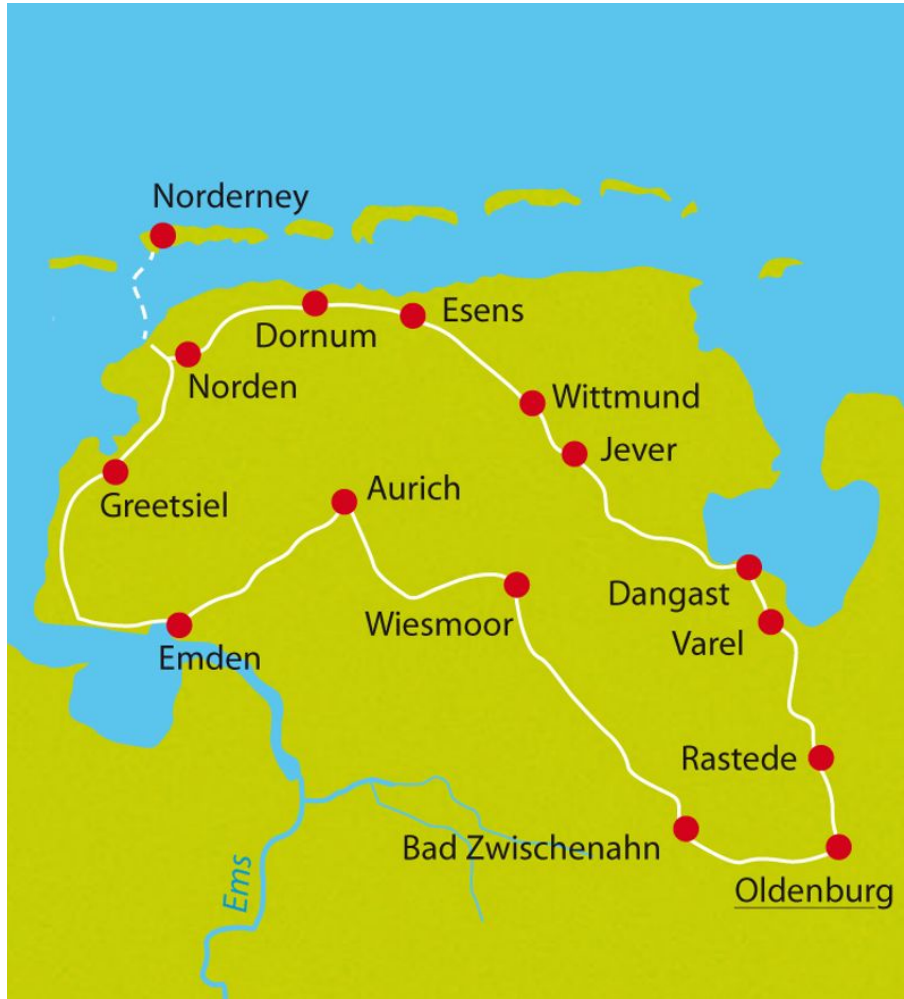 Norderney
Esens
Dornum
Norden
Wittmund
Jever
Aurich
Greetsiel
Dangast
Wiesmoor
Varel
Emden
Rastede
Bad Zwischenahn
Ems
Oldenburg